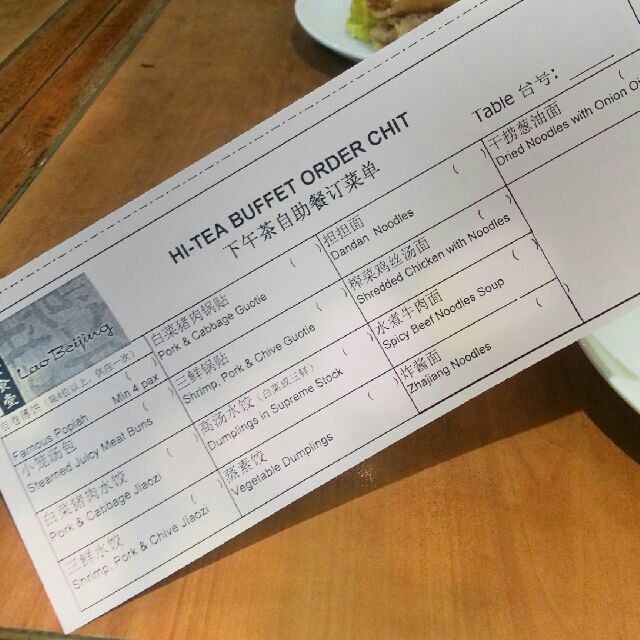 HI-TEA BUFFET ORDER CHIT
下午茶自助餐订菜单
Table 台号:
Lao Beijing
Famous Popiah Min 4 pax
小笼汤包
Steamed Juicy Meat Buns
白菜猪肉水饺
Pork & Cabbage Jiaozi
三鲜水饺
Shrimp, Pork & Chive Jiaozi
白菜猪肉锅贴
Pork & Cabbage Guotie
三鲜锅贴
Shrimp, Pork & Chive Guotie
高汤水饺 (白菜或三鲜)
Dumplings in Supreme Stock
蒸素饺
Vegetable Dumplings
担担面
Dandan Noodles
榨菜鸡丝汤面
Shredded Chicken with Noodles
水煮牛肉面
Spicy Beef Noodles Soup
炸酱面
Zhajiang Noodles
干捞葱油面
Dried Noodles with Onion